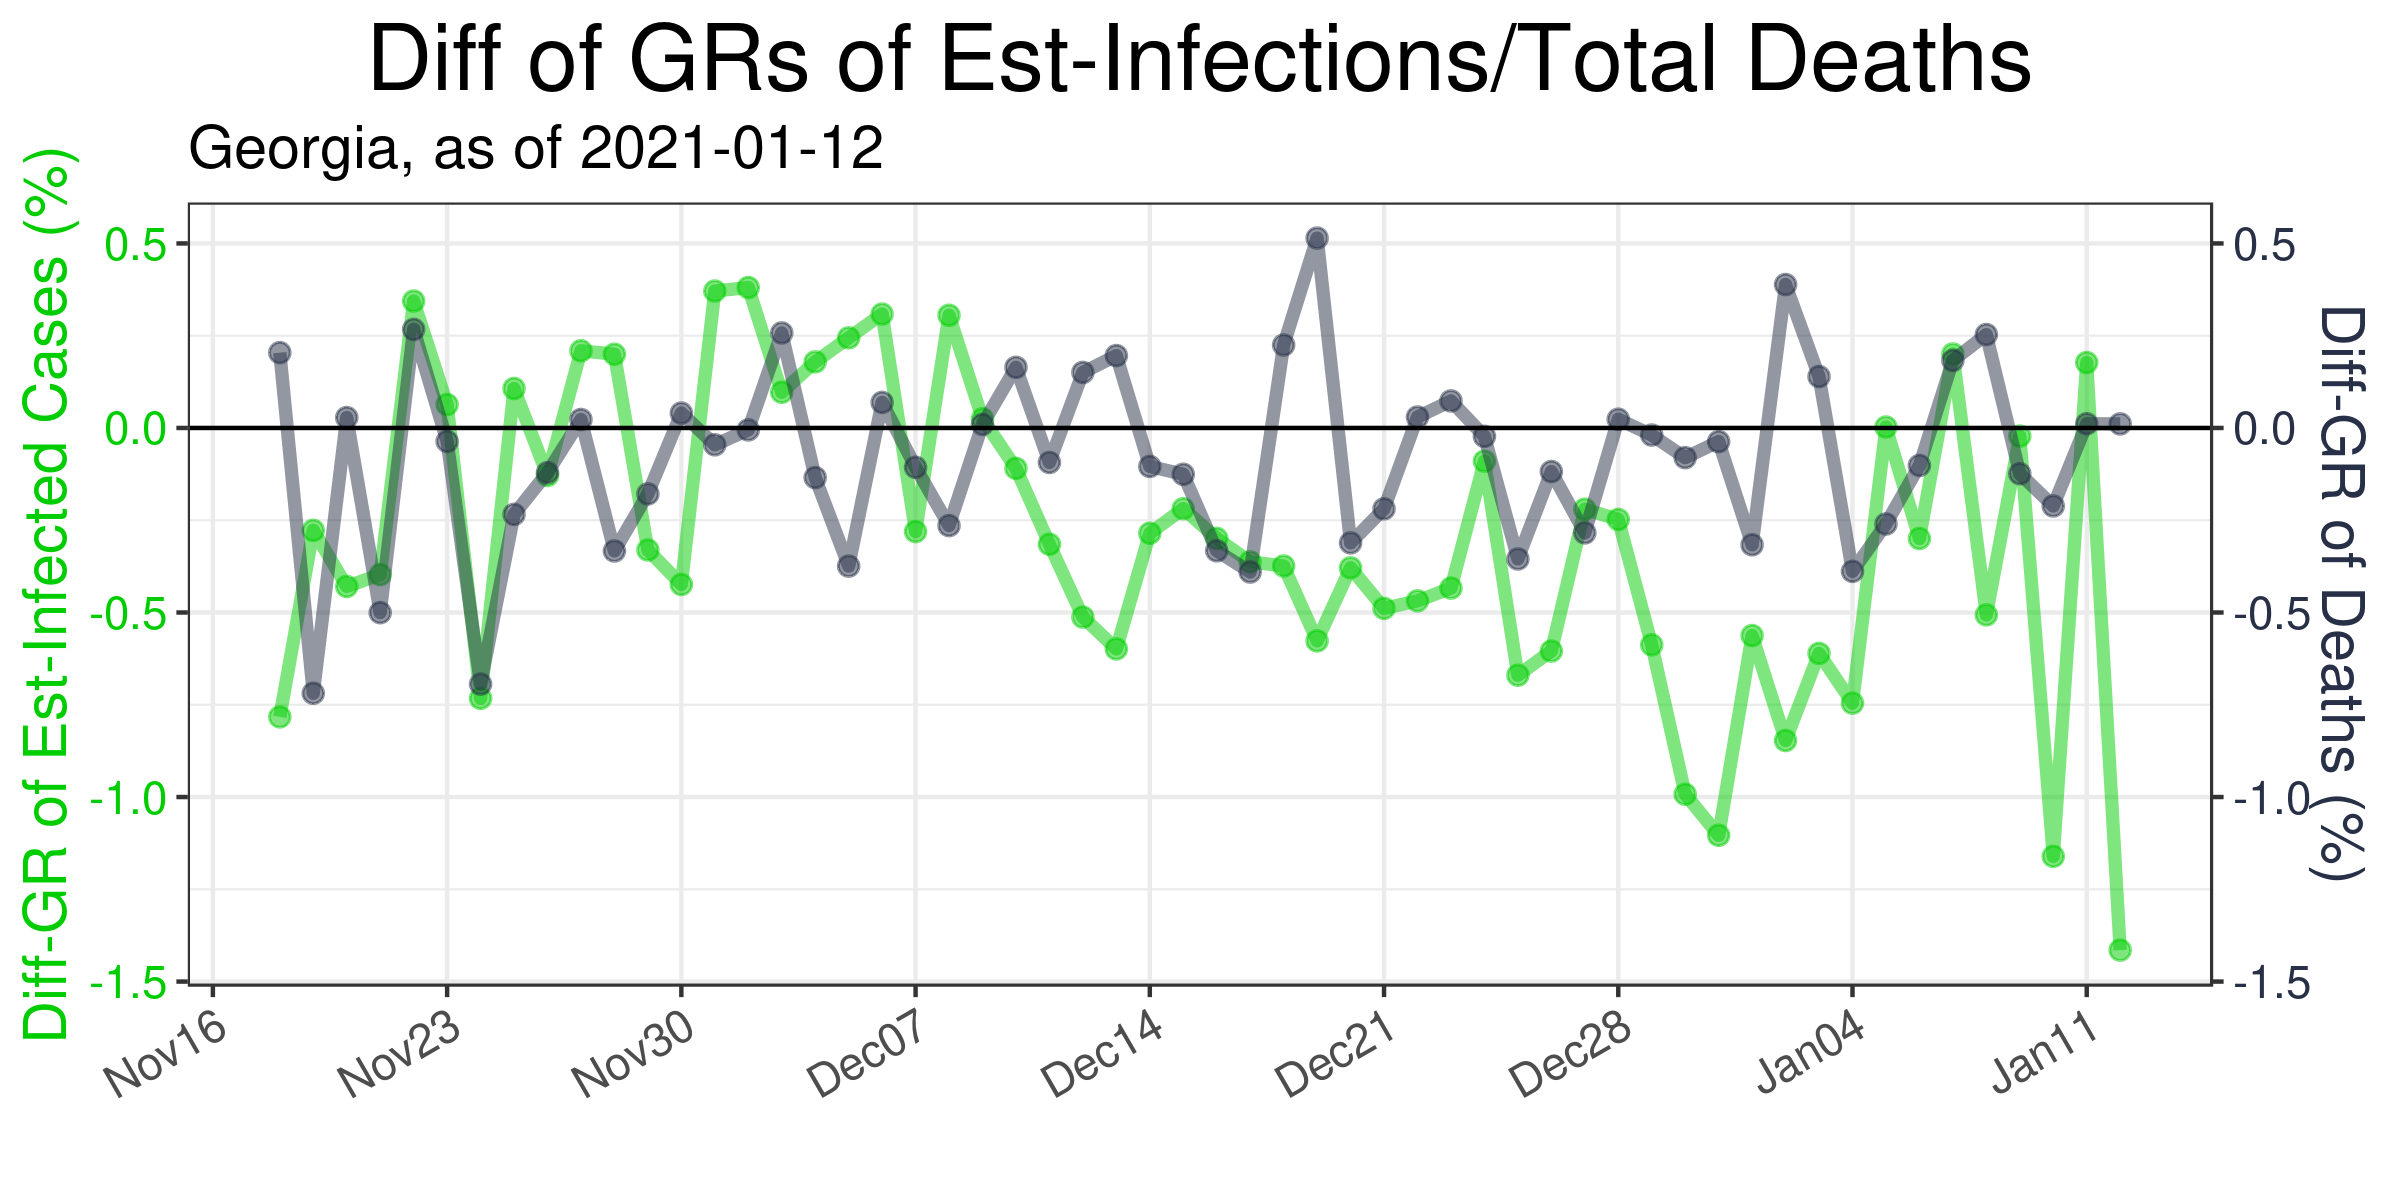 Diff of GRs of Est-Infections/Total Deaths
Georgia, as of 2021-01-12
Diff-GR of Est-Infected Cases (%)
0.5
0.0
-0.5
-1.0
-1.5
0.5
0.0
-0.5
-1.0
-1.5
Diff-GR of Deaths (%)
Nov16
Nov23
Nov30
Dec07
Dec14
Dec21
Dec28
Jan04
Jan11